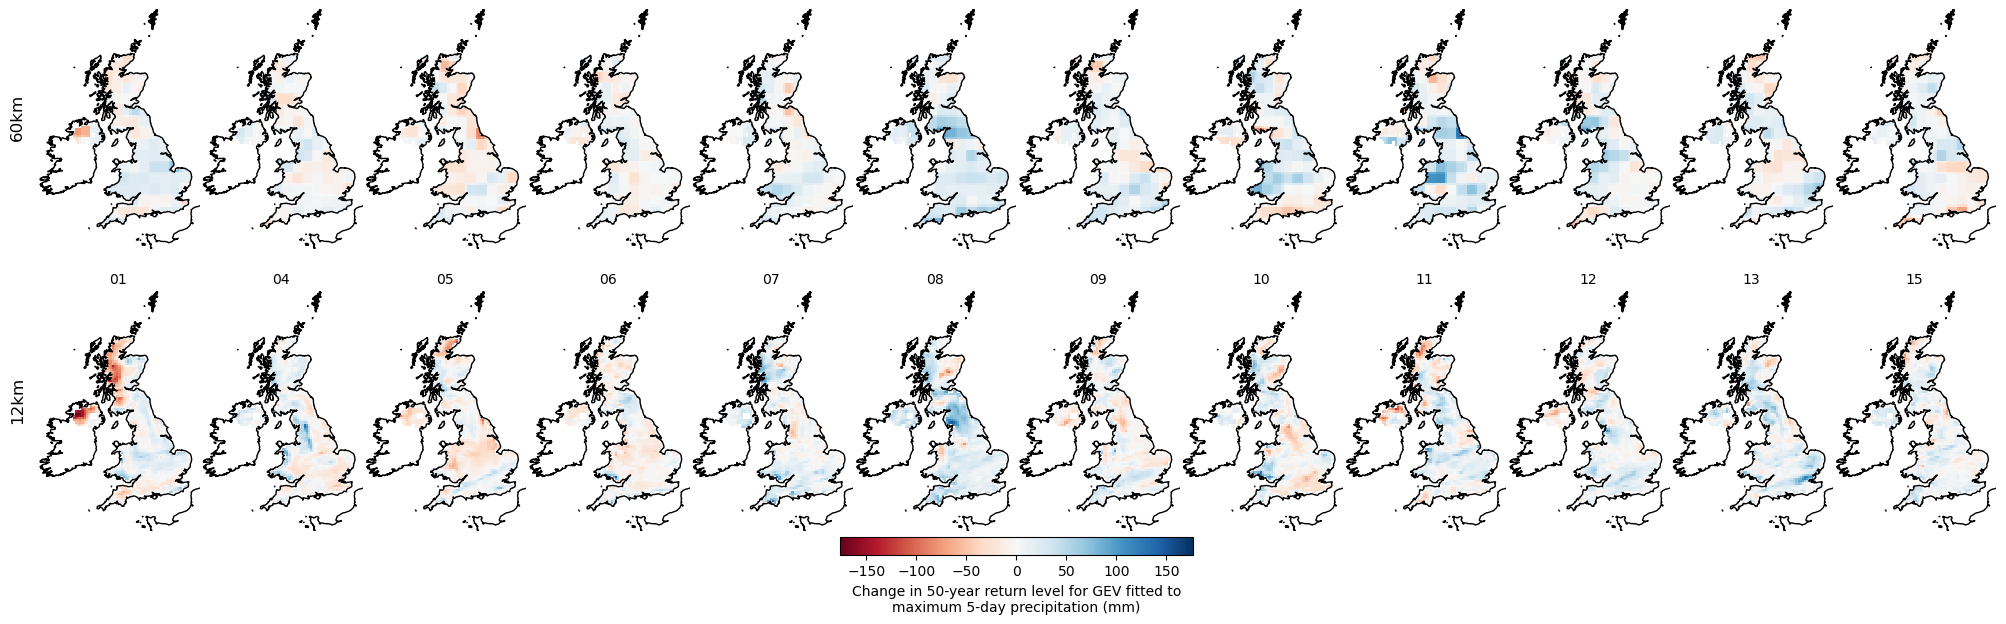 60km
01 04 05 06 07 08 09 10 11 12 13 15
12km
−150 −100 −50 0 50 100 150
Change in 50-year return level for GEV fitted to
maximum 5-day precipitation (mm)